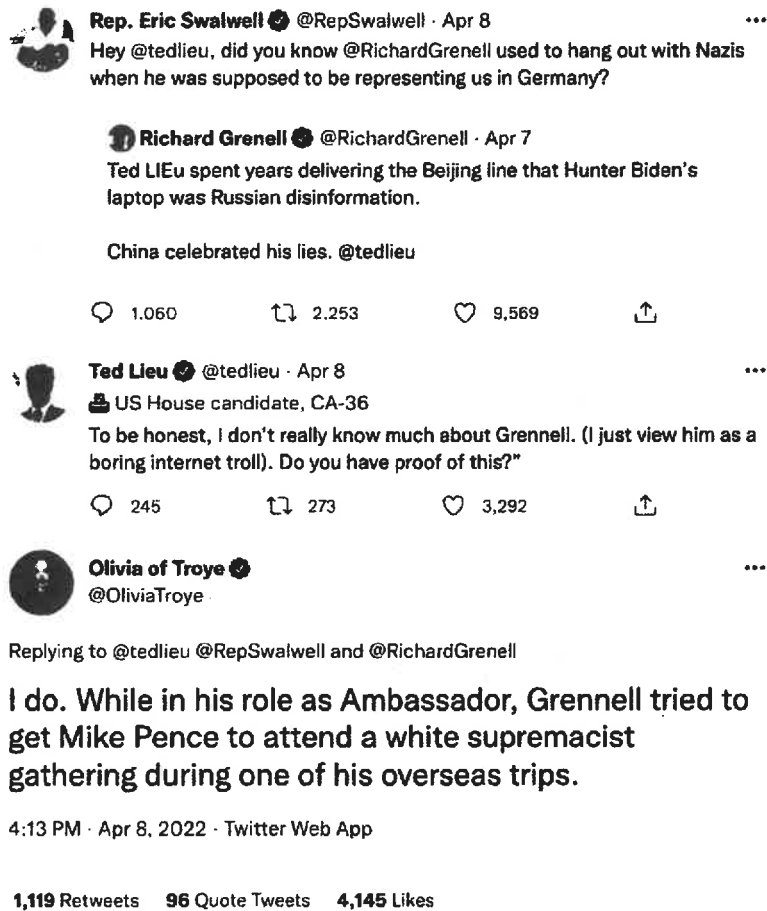 Rep. Eric Swalwell @RepSwalwell · Apr 8
Hey @tedlieu, did you know @RichardGrenell used to hang out with Nazis
when he was supposed to be representing us in Germany?
Richard Grenell @RichardGrenell · Apr 7
Ted LIEu spent years delivering the Beijing line that Hunter Biden's
laptop was Russian disinformation.
China celebrated his lies. @tedlieu
1.060 2.253 9,569
Ted Lieu @tedlieu · Apr 8
US House candidate, CA-36
To be honest, I don't really know much about Grennell. (I just view him as a
boring internet troll). Do you have proof of this?"
245 273 3,292
Olivia of Troye
@OliviaTroye
Replying to @tedlieu @RepSwalwell and @RichardGrenell
I do. While in his role as Ambassador, Grennell tried to
get Mike Pence to attend a white supremacist
gathering during one of his overseas trips.
4:13 PM · Apr 8, 2022 · Twitter Web App
1,119 Retweets 96 Quote Tweets 4,145 Likes